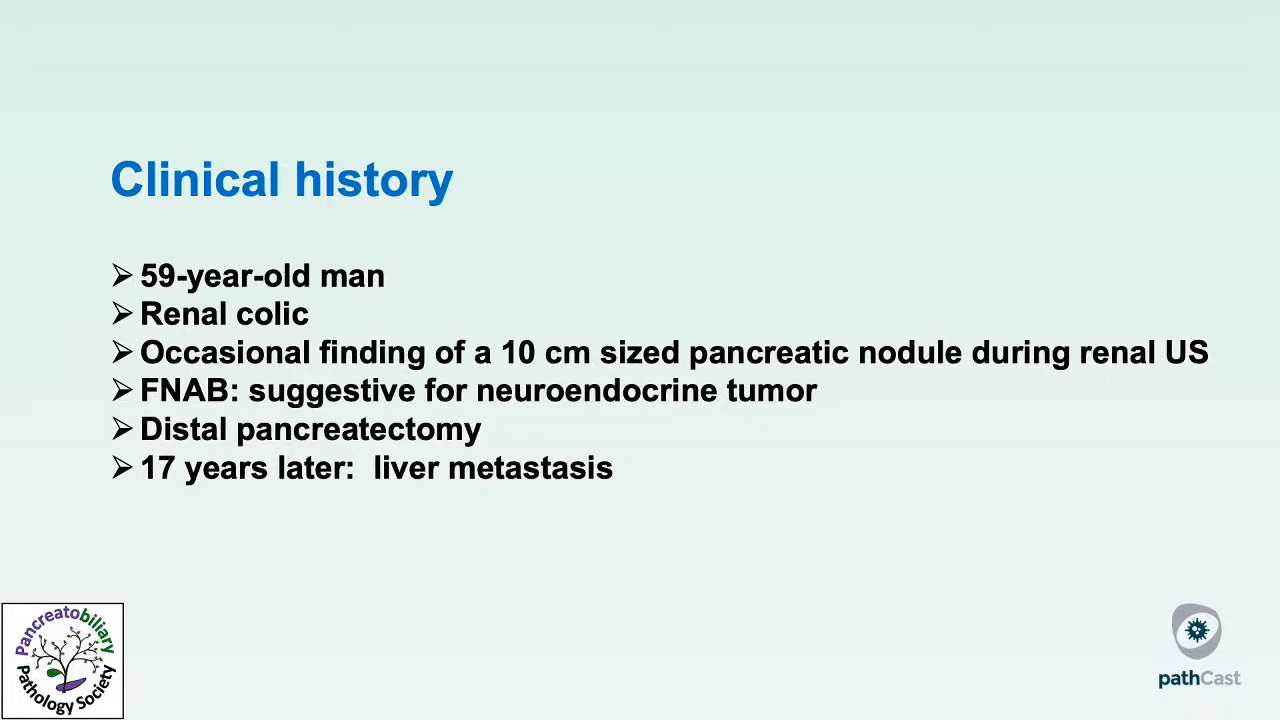 Clinical history
59-year-old man
Renal colic
Occasional finding of a 10 cm sized pancreatic nodule during renal US
FNAB: suggestive for neuroendocrine tumor
Distal pancreatectomy
17 years later: liver metastasis
Pancreatobiliary
Pathology Society
pathCast